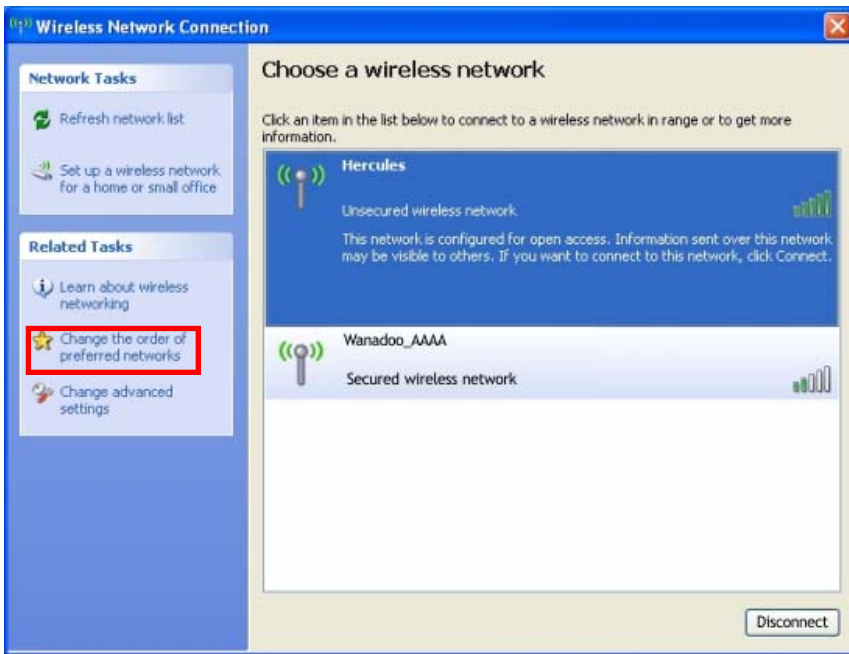 Wireless Network Connection
Network Tasks
Refresh network list
Set up a wireless network
for a home or small office
Related Tasks
Learn about wireless
networking
Change the order of
preferred networks
Change advanced
settings
Choose a wireless network
Click an item in the list below to connect to a wireless network in range or to get more
information.
Hercules
Unsecured wireless network
This network is configured for open access. Information sent over this network
may be visible to others. If you want to connect to this network, click Connect.
Wanadoo_AAAA
Secured wireless network
Disconnect